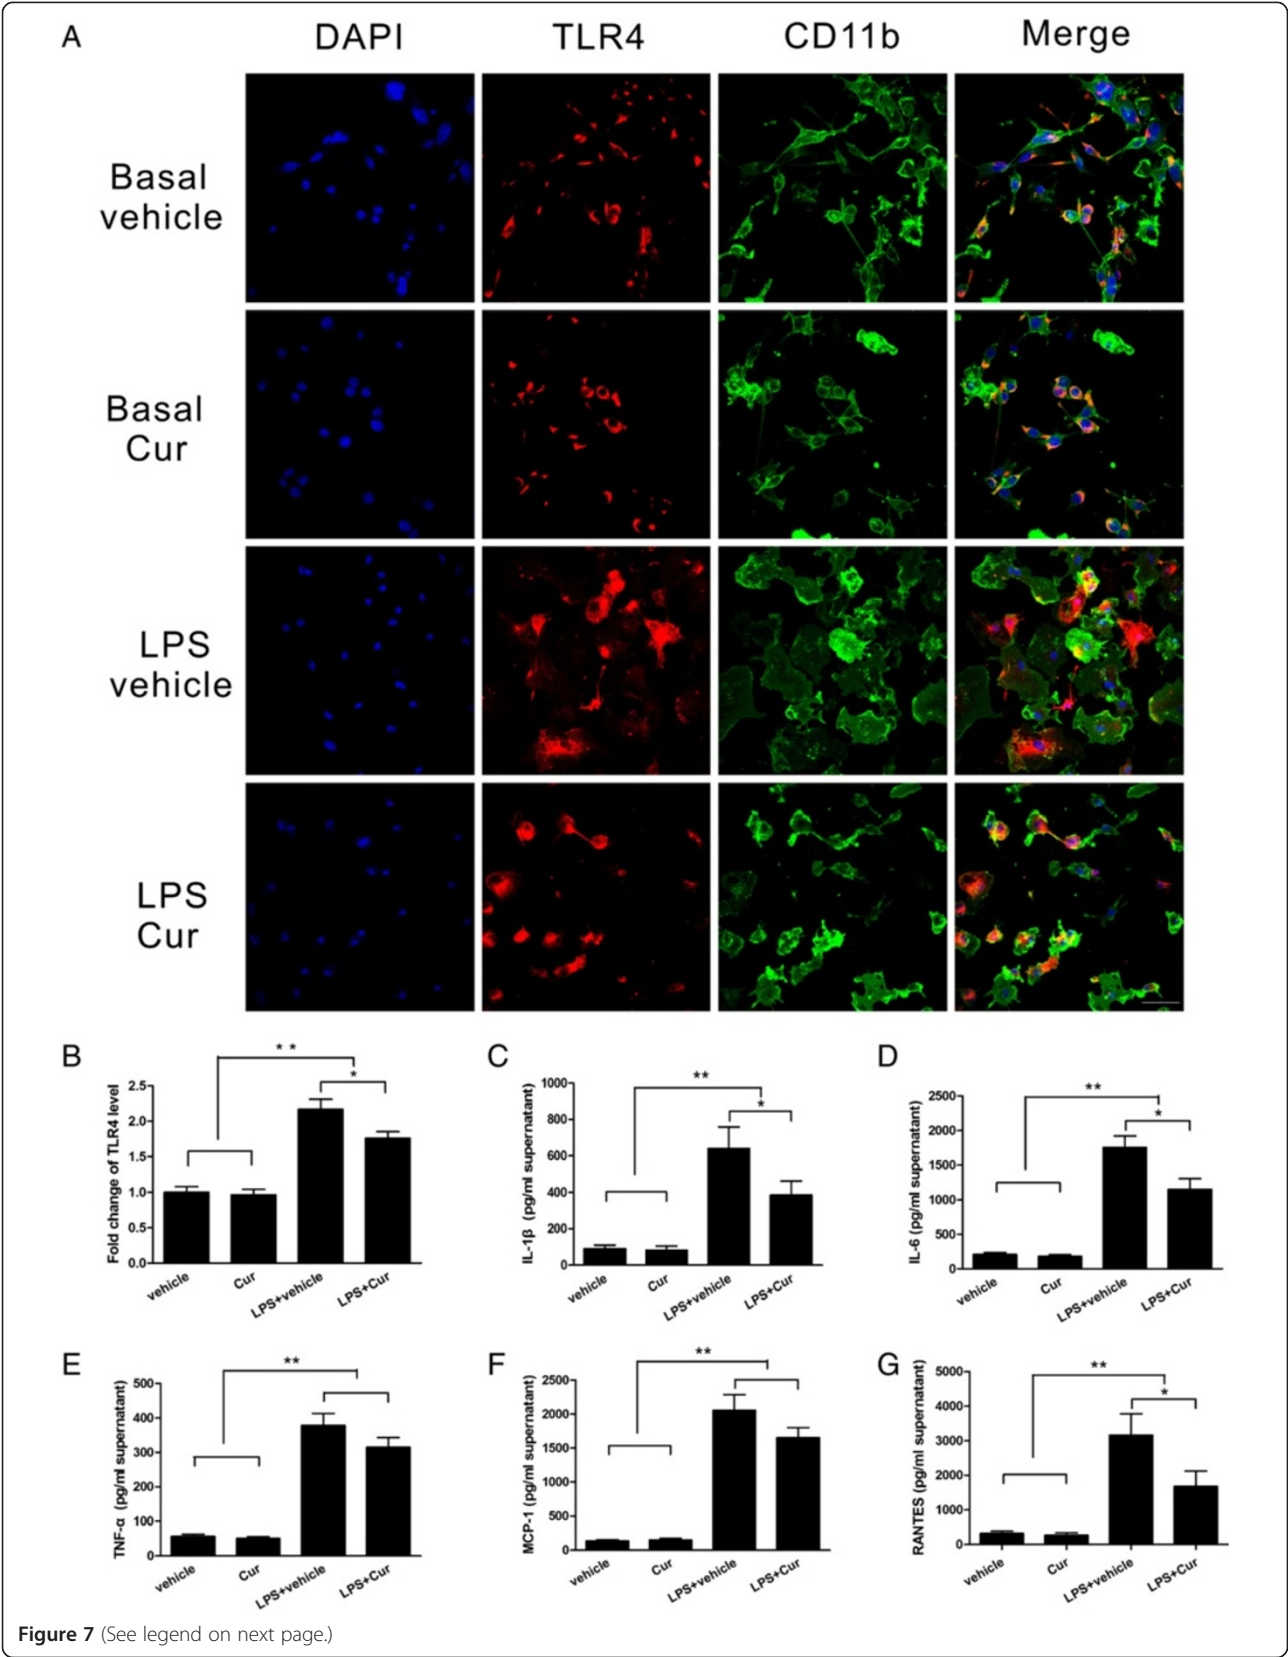 A
DAPI TLR4 CD11b Merge
Basal
vehicle
Basal
Cur
LPS
vehicle
LPS
Cur
B
* *
*
Fold change of TLR4 level
2.5
2.0
1.5
1.0
0.5
0.0
vehicle Cur LPS+vehicle LPS+Cur
C
**
*
IL-1β (pg/ml supernatant)
1000
800
600
400
200
0
vehicle Cur LPS+vehicle LPS+Cur
D
**
*
IL-6 (pg/ml supernatant)
2500
2000
1500
1000
500
0
vehicle Cur LPS+vehicle LPS+Cur
E
**
TNF-α (pg/ml supernatant)
500
400
300
200
100
0
vehicle Cur LPS+vehicle LPS+Cur
F
**
MCP-1 (pg/ml supernatant)
2500
2000
1500
1000
500
0
vehicle Cur LPS+vehicle LPS+Cur
G
**
*
RANTES (pg/ml supernatant)
5000
4000
3000
2000
1000
0
vehicle Cur LPS+vehicle LPS+Cur
Figure 7 (See legend on next page.)